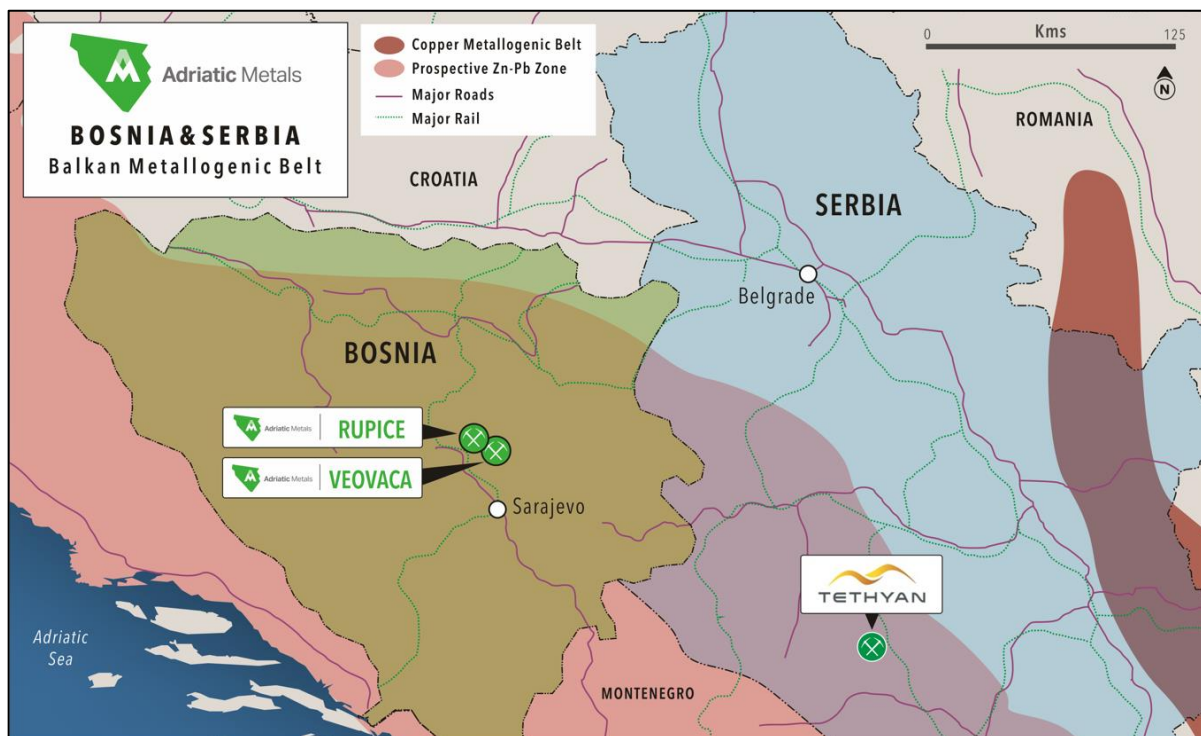 Adriatic Metals
BOSNIA & SERBIA
Balkan Metallogenic Belt
Copper Metallogenic Belt
Prospective Zn-Pb Zone
Major Roads
Major Rail
0 Kms 125
N
ROMANIA
CROATIA
SERBIA
Belgrade
BOSNIA
Adriatic Metals RUPICE
Adriatic Metals VEOVACA
Sarajevo
TETHYAN
Adriatic
Sea
MONTENEGRO